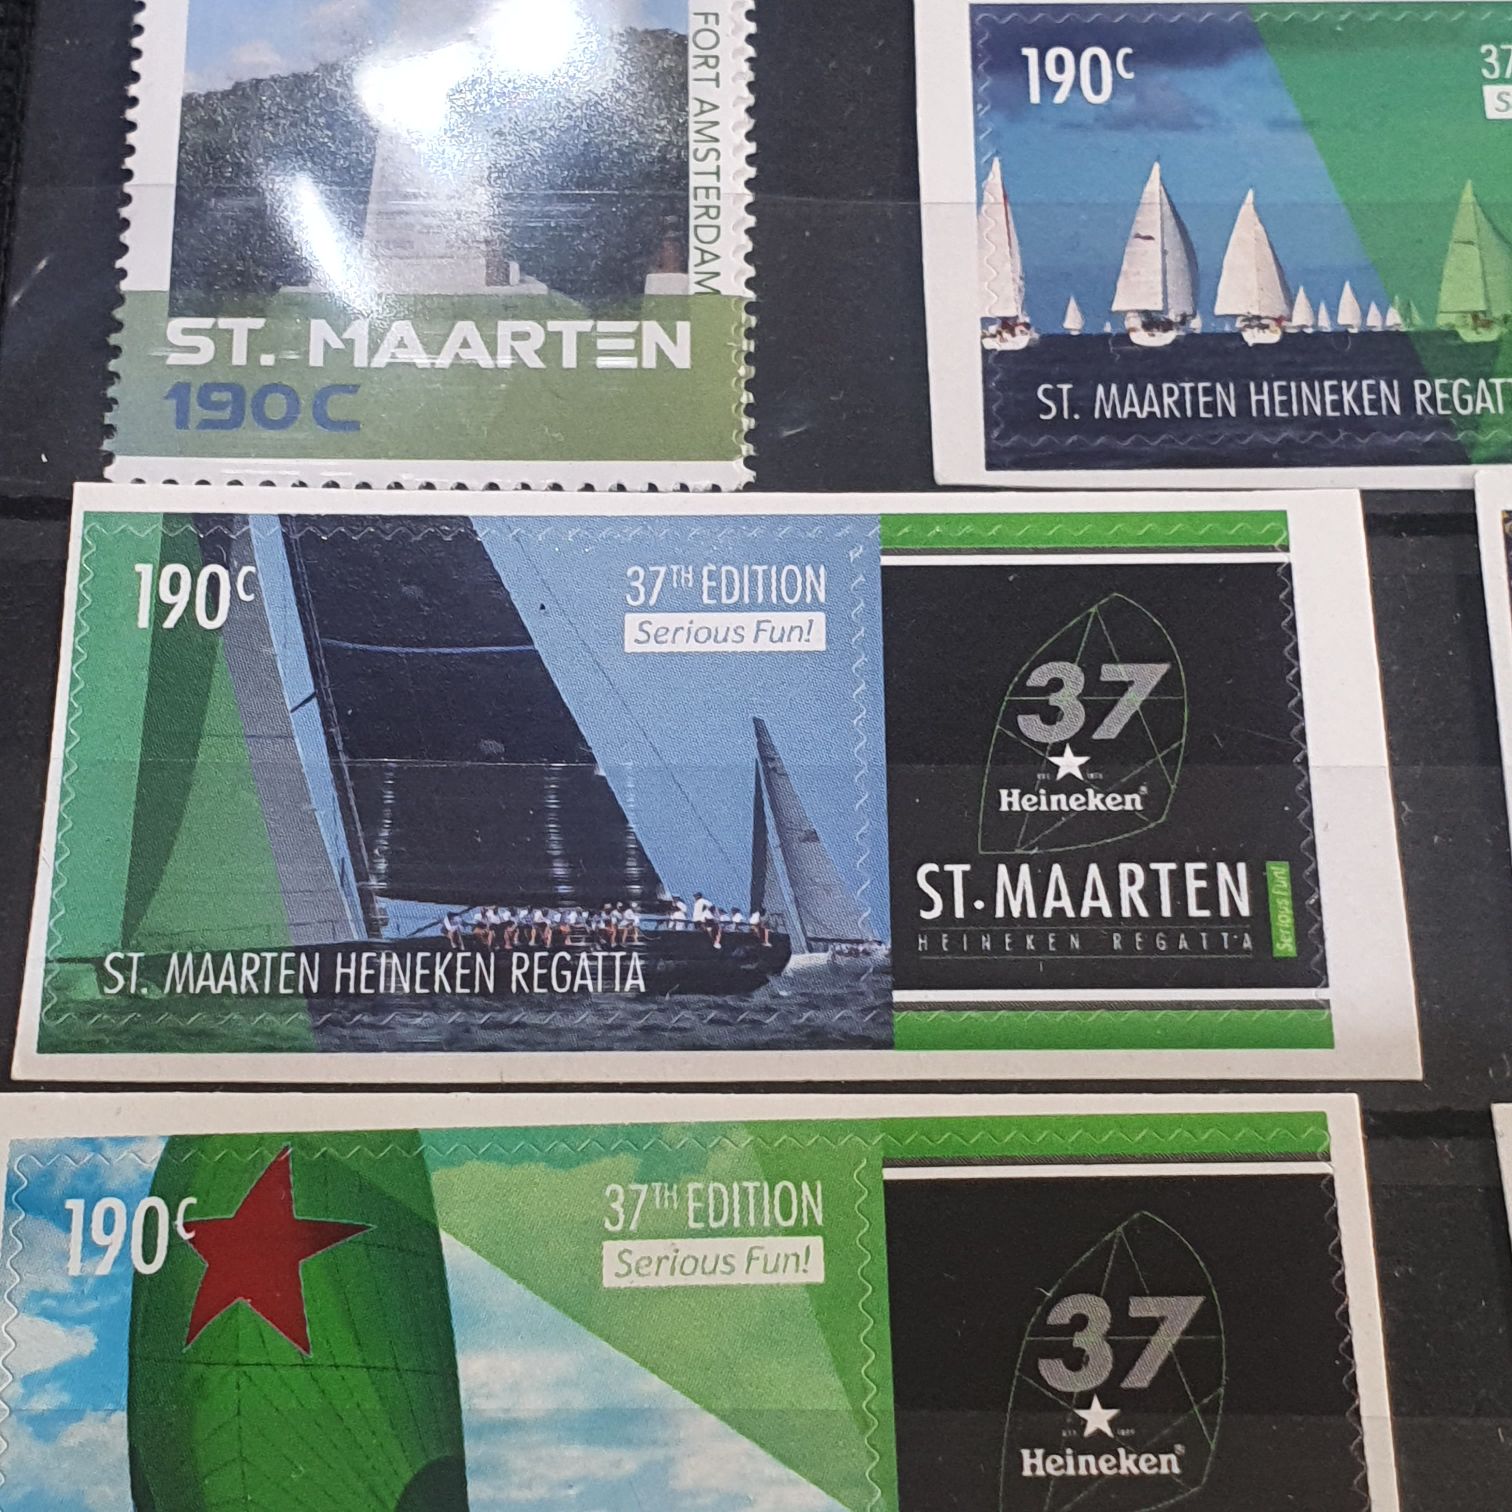 FORT AMSTERDAM
ST. MAARTEN
190C
190c
37
S
ST. MAARTEN HEINEKEN REGAT
190c
37TH EDITION
Serious Fun!
ST. MAARTEN HEINEKEN REGATTA
37
Heineken®
ST. MAARTEN
HEINEKEN REGATTA
Serious Fun!
190c
37TH EDITION
Serious Fun!
37
Heineken®